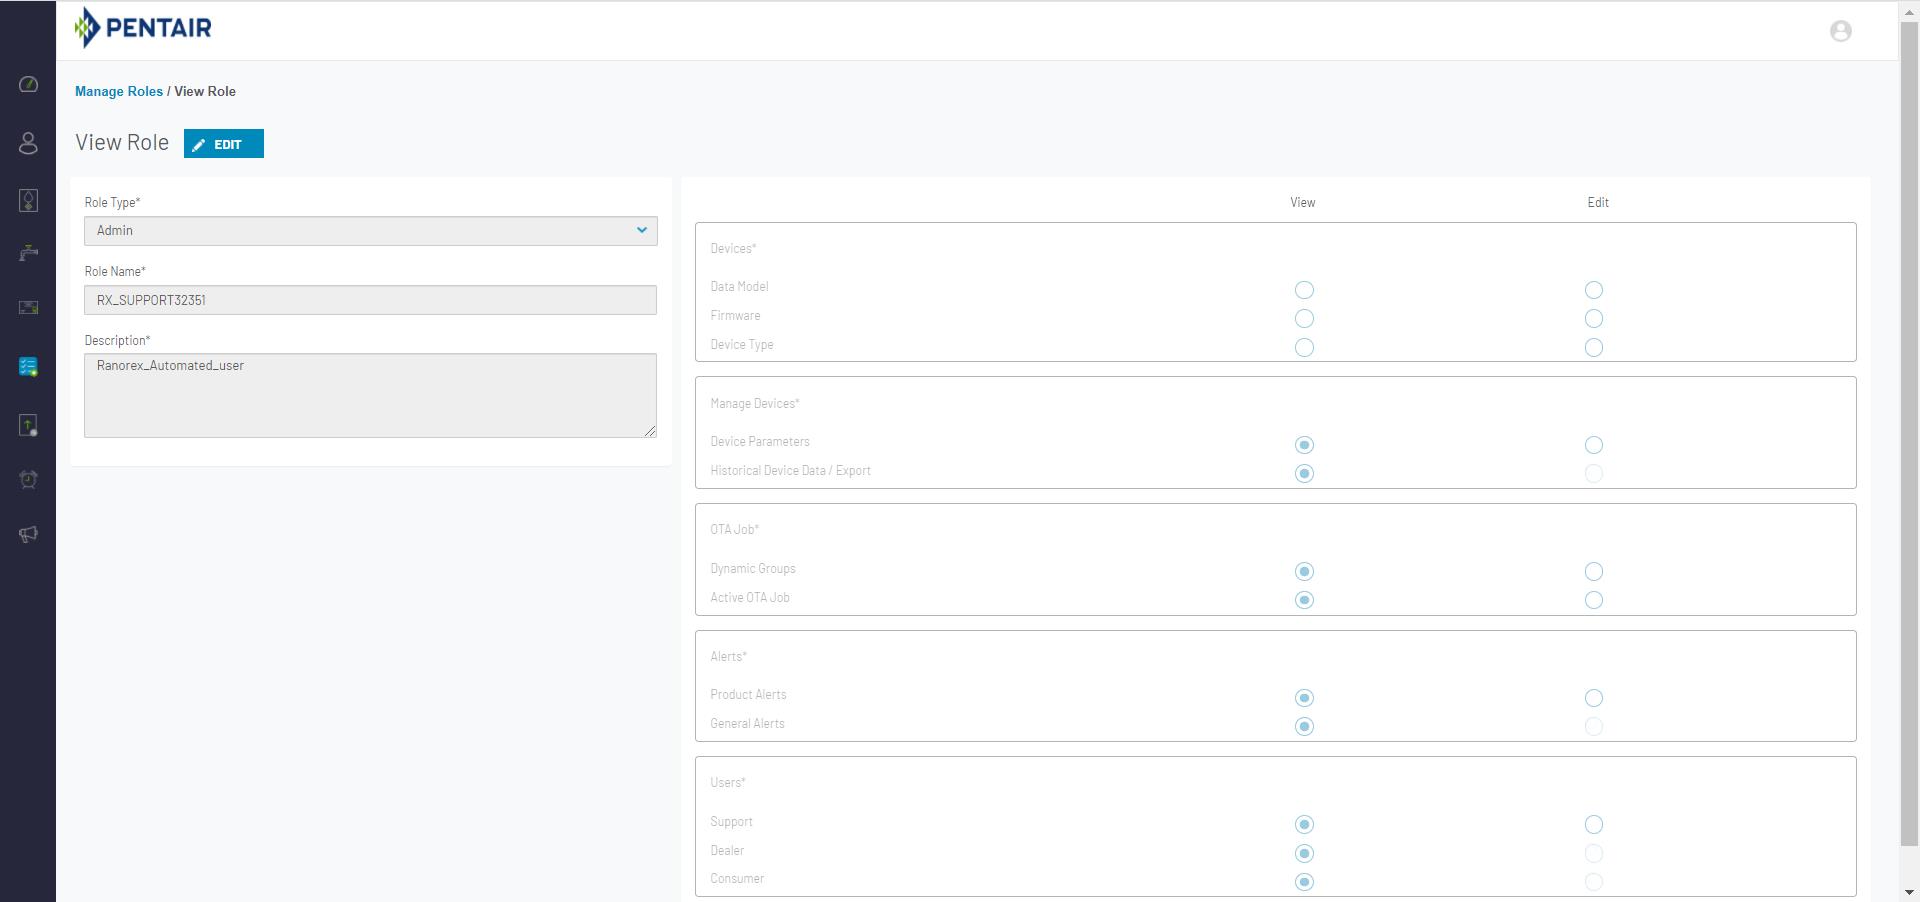 PENTAIR
Manage Roles / View Role
View Role
EDIT
Role Type*
Admin
Role Name*
RX_SUPPORT32351
Description*
Ranorex_Automated_user
View Edit
Devices*
Data Model
Firmware
Device Type
Manage Devices*
Device Parameters
Historical Device Data / Export
OTA Job*
Dynamic Groups
Active OTA Job
Alerts*
Product Alerts
General Alerts
Users*
Support
Dealer
Consumer